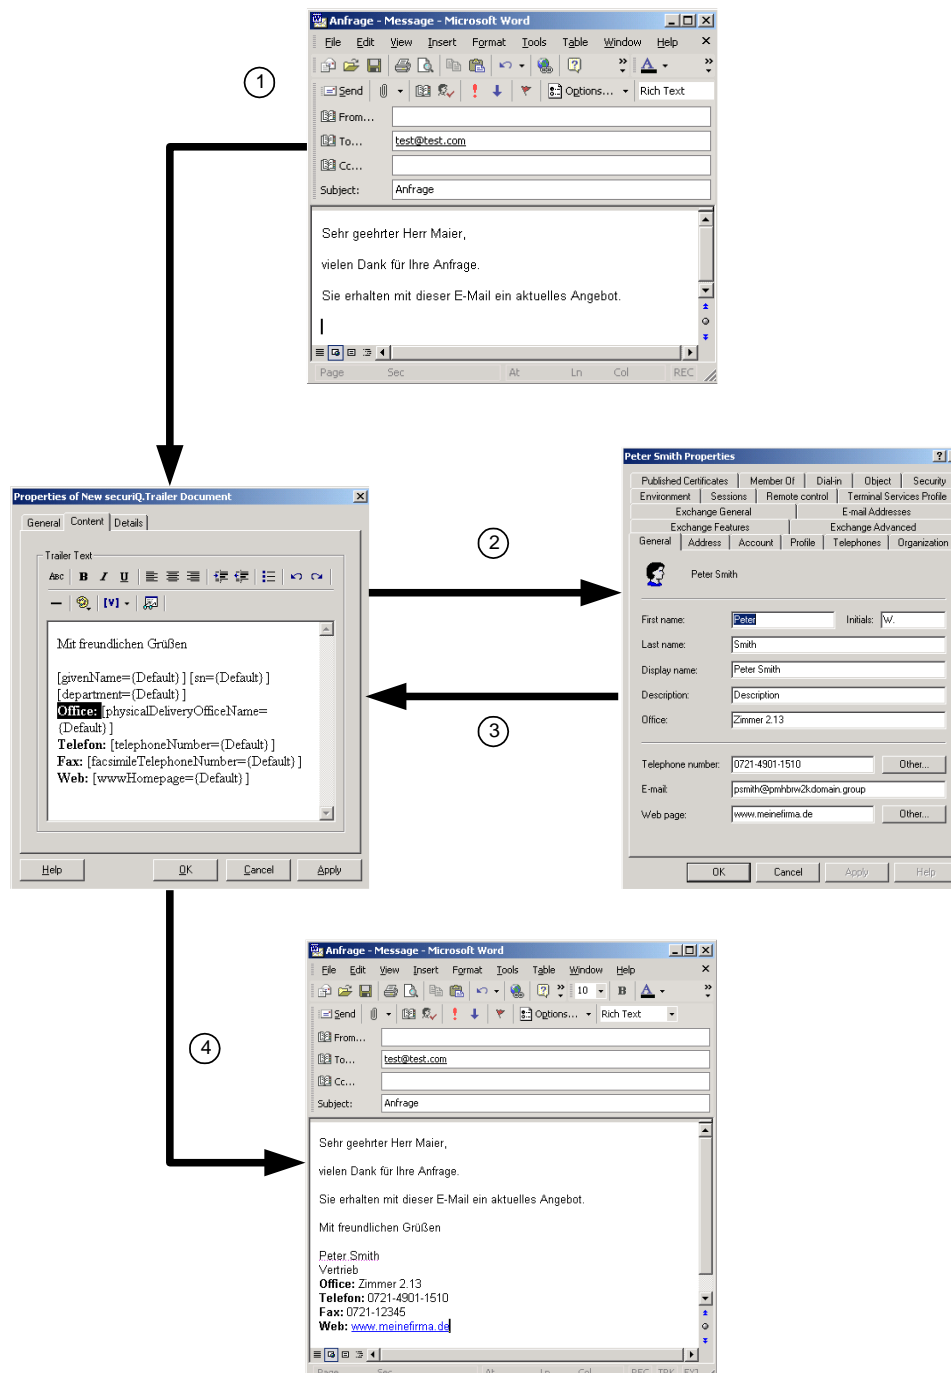 Anfrage - Message - Microsoft Word
File Edit View Insert Format Tools Table Window Help
Send Options... Rich Text
From...
To... test@test.com
Cc...
Subject: Anfrage
Sehr geehrter Herr Maier,
vielen Dank für Ihre Anfrage.
Sie erhalten mit dieser E-Mail ein aktuelles Angebot.
Page Sec At Ln Col REC
1
Properties of New securiQ.Trailer Document
General Content Details
Trailer Text
ABC B I U
[V]
Mit freundlichen Grüßen
[givenName={Default} ] [sn={Default} ]
[department={Default} ]
Office: [physicalDeliveryOfficeName=
{Default} ]
Telefon: [telephoneNumber={Default} ]
Fax: [facsimileTelephoneNumber={Default} ]
Web: [wwwHomepage={Default} ]
Help OK Cancel Apply
2
3
Peter Smith Properties
Published Certificates Member Of Dial-in Object Security
Environment Sessions Remote control Terminal Services Profile
Exchange General E-mail Addresses
Exchange Features Exchange Advanced
General Address Account Profile Telephones Organization
Peter Smith
First name: Peter Initials: W.
Last name: Smith
Display name: Peter Smith
Description: Description
Office: Zimmer 2.13
Telephone number: 0721-4901-1510 Other...
E-mail: psmith@pmhbrw2kdomain.group
Web page: www.meinefirma.de Other...
OK Cancel Apply Help
4
Anfrage - Message - Microsoft Word
File Edit View Insert Format Tools Table Window Help
10 B A
Send Options... Rich Text
From...
To... test@test.com
Cc...
Subject: Anfrage
Sehr geehrter Herr Maier,
vielen Dank für Ihre Anfrage.
Sie erhalten mit dieser E-Mail ein aktuelles Angebot.
Mit freundlichen Grüßen
Peter Smith
Vertrieb
Office: Zimmer 2.13
Telefon: 0721-4901-1510
Fax: 0721-12345
Web: www.meinefirma.de
Page Sec At Ln Col REC TRK EXT